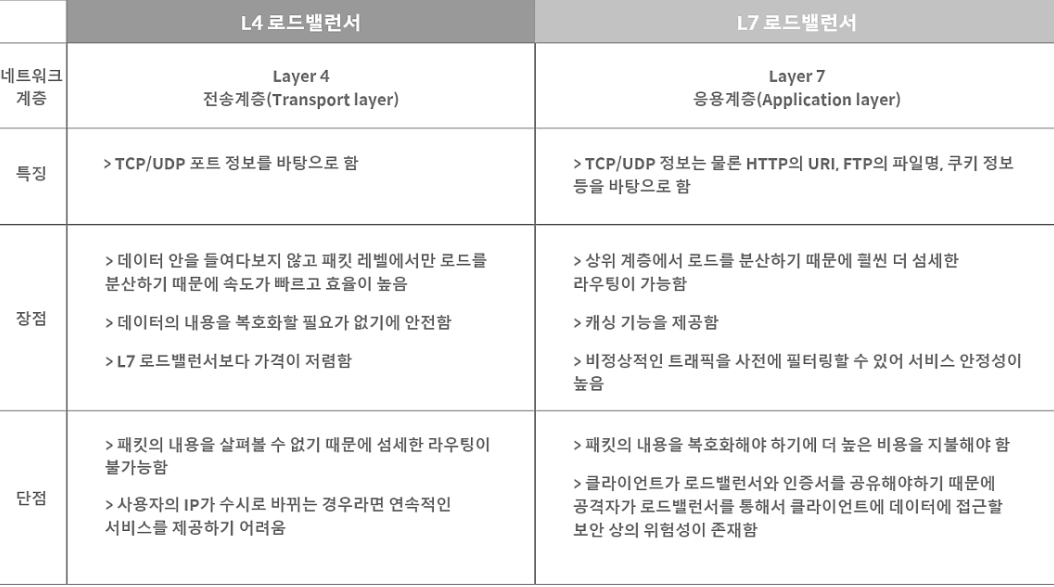 L4 로드밸런서
L7 로드밸런서
네트워크
계층
Layer 4
전송계층(Transport layer)
Layer 7
응용계층(Application layer)
특징
> TCP/UDP 포트 정보를 바탕으로 함
> TCP/UDP 정보는 물론 HTTP의 URI, FTP의 파일명, 쿠키 정보
등을 바탕으로 함
장점
> 데이터 안을 들여다보지 않고 패킷 레벨에서만 로드를
분산하기 때문에 속도가 빠르고 효율이 높음
> 데이터의 내용을 복호화할 필요가 없기에 안전함
> L7 로드밸런서보다 가격이 저렴함
> 상위 계층에서 로드를 분산하기 때문에 훨씬 더 섬세한
라우팅이 가능함
> 캐싱 기능을 제공함
> 비정상적인 트래픽을 사전에 필터링할 수 있어 서비스 안정성이
높음
단점
> 패킷의 내용을 살펴볼 수 없기 때문에 섬세한 라우팅이
불가능함
> 사용자의 IP가 수시로 바뀌는 경우라면 연속적인
서비스를 제공하기 어려움
> 패킷의 내용을 복호화해야 하기에 더 높은 비용을 지불해야 함
> 클라이언트가 로드밸런서와 인증서를 공유해야하기 때문에
공격자가 로드밸런서를 통해서 클라이언트에 데이터에 접근할
보안 상의 위험성이 존재함